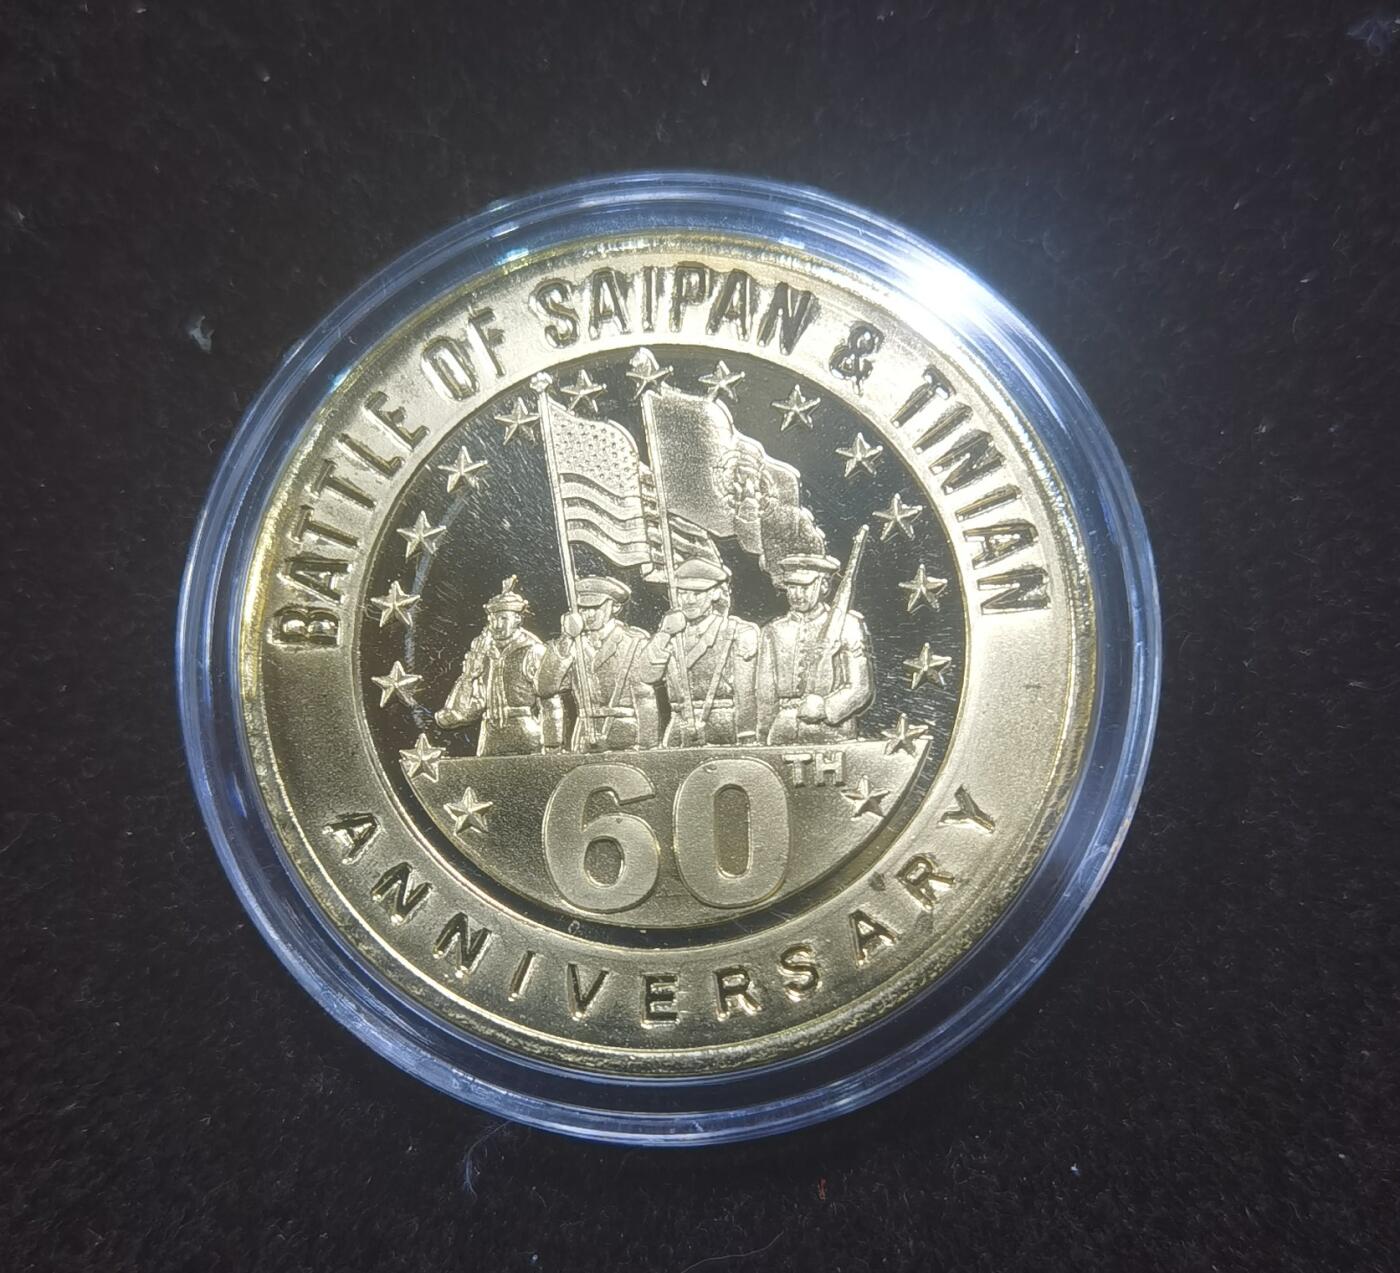 BATTLE OF SAIPAN & TINIAN
60TH
ANNIVERSARY